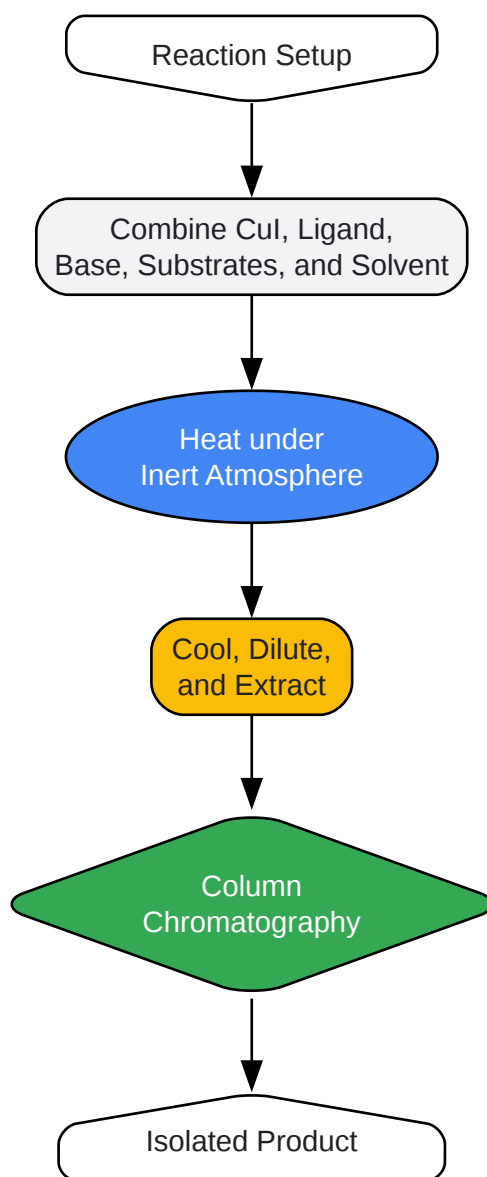 Reaction Setup
Combine CuI, Ligand,
Base, Substrates, and Solvent
Heat under
Inert Atmosphere
Cool, Dilute,
and Extract
Column
Chromatography
Isolated Product